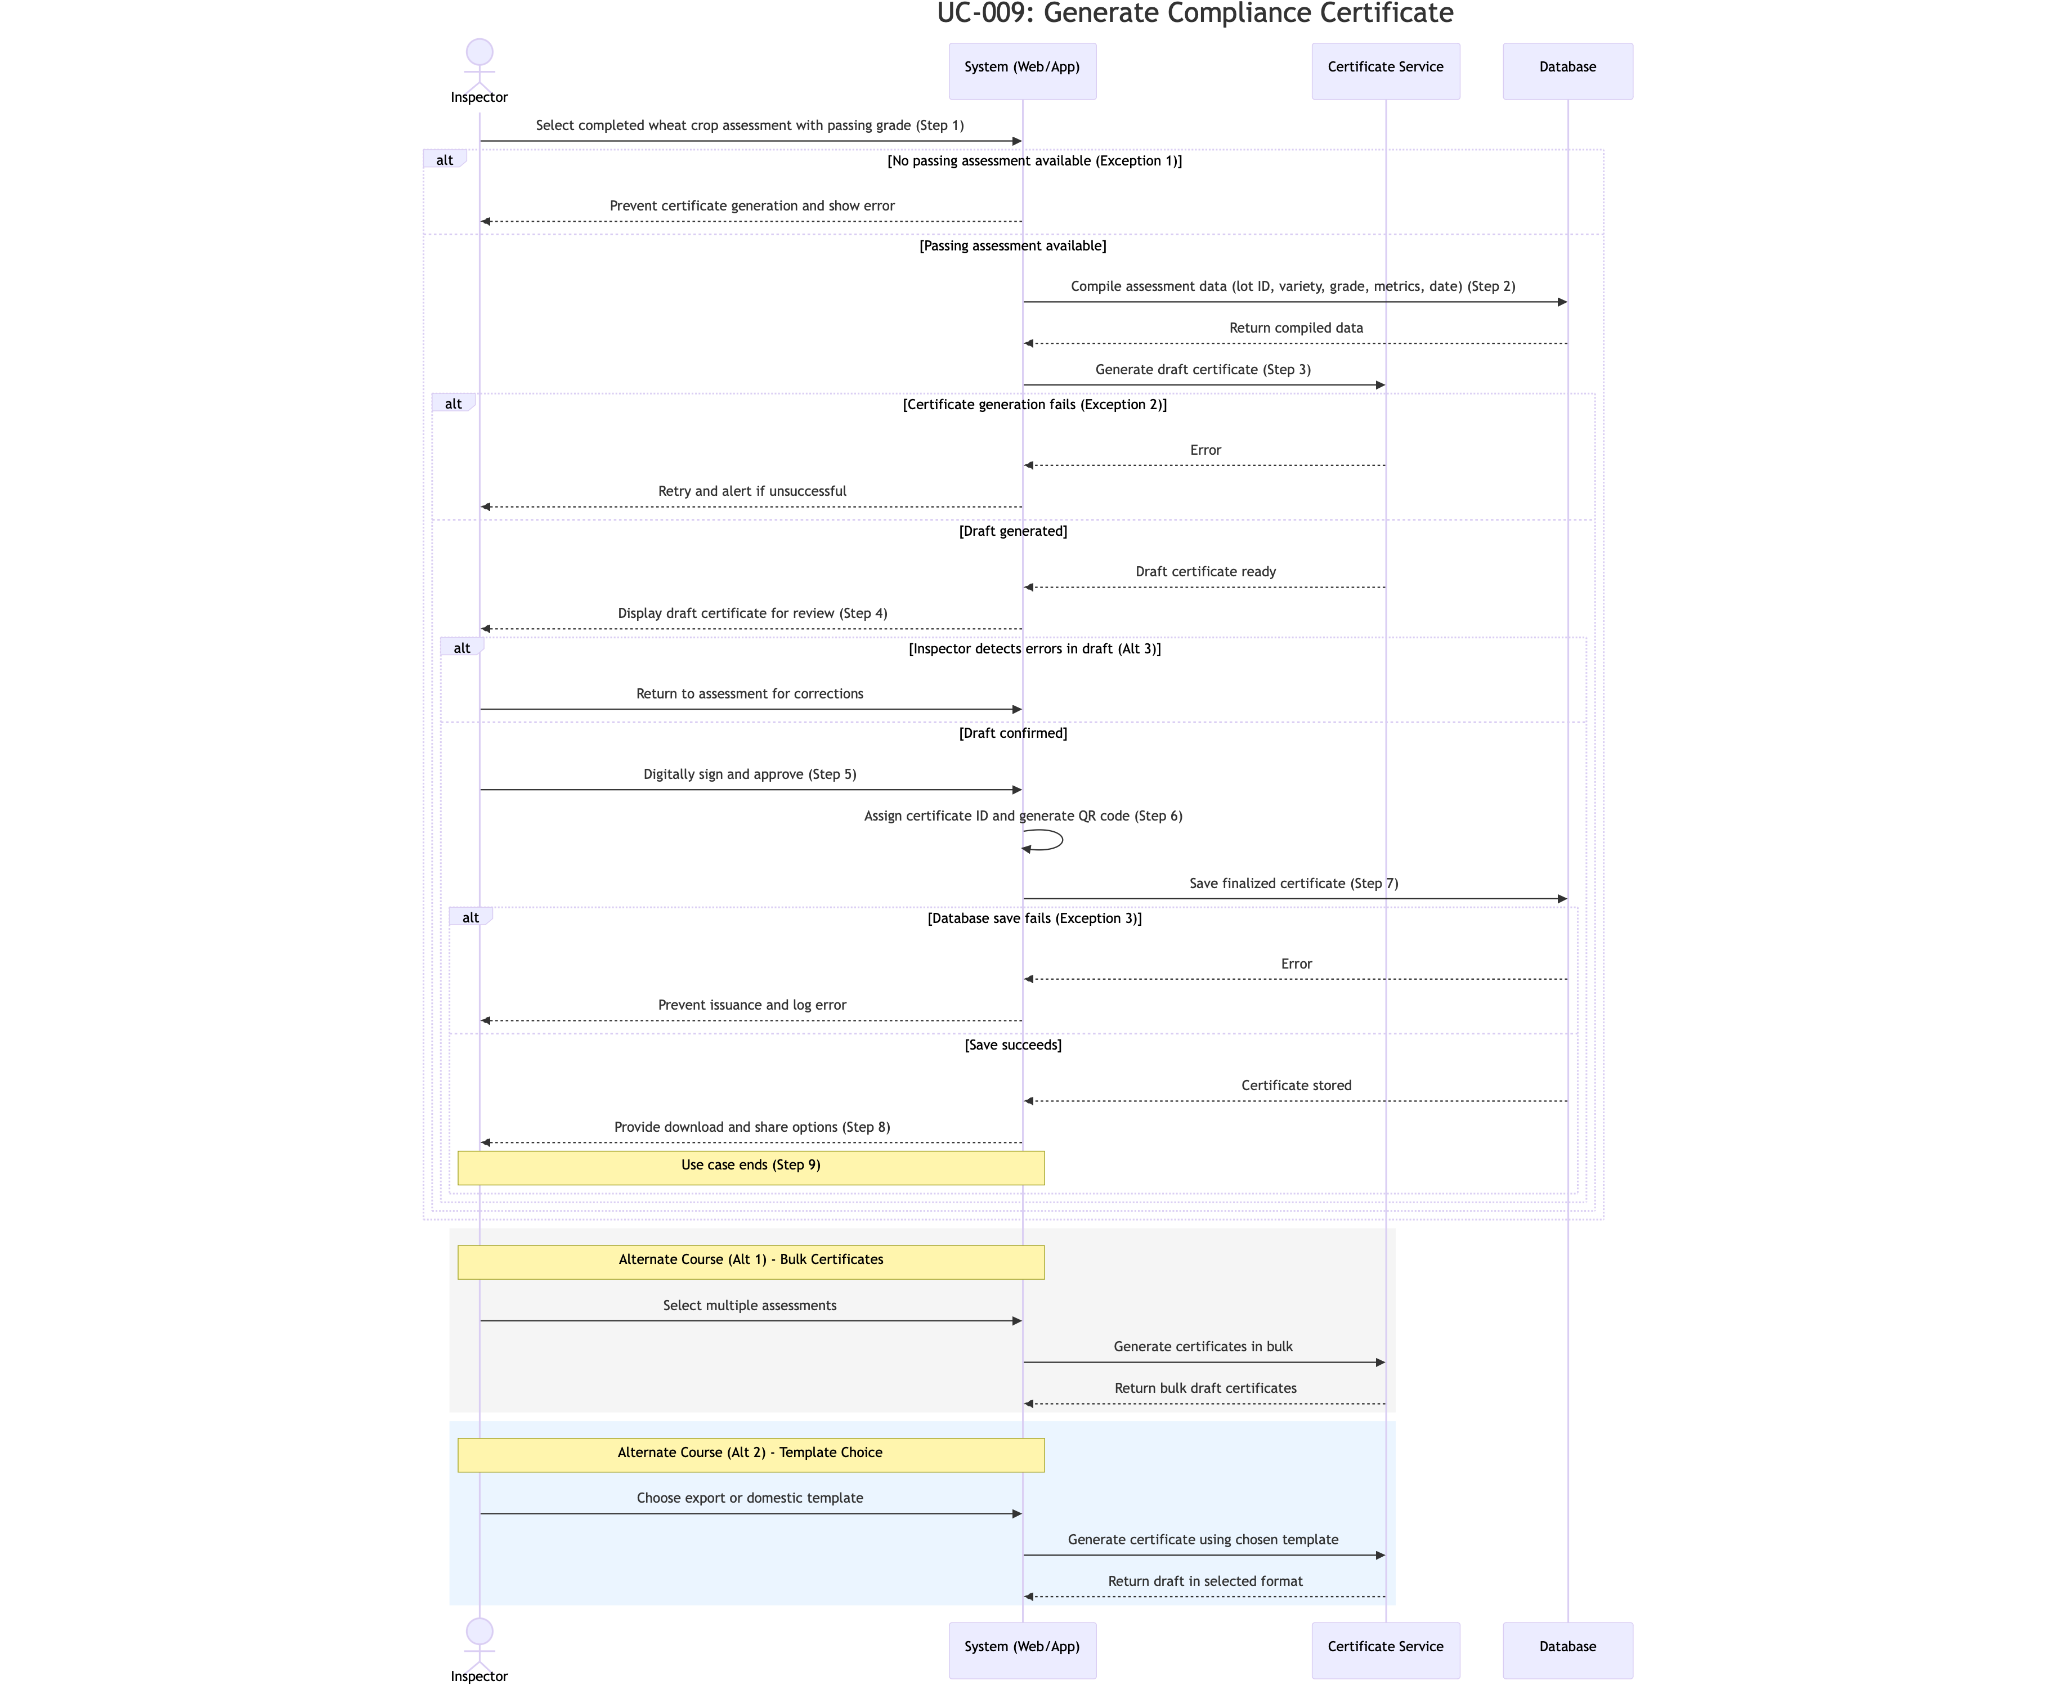 UC-009: Generate Compliance Certificate
Inspector
System (Web/App)
Certificate Service
Database
Select completed wheat crop assessment with passing grade (Step 1)
alt
[No passing assessment available (Exception 1)]
Prevent certificate generation and show error
[Passing assessment available]
Compile assessment data (lot ID, variety, grade, metrics, date) (Step 2)
Return compiled data
Generate draft certificate (Step 3)
alt
[Certificate generation fails (Exception 2)]
Error
Retry and alert if unsuccessful
[Draft generated]
Draft certificate ready
Display draft certificate for review (Step 4)
alt
[Inspector detects errors in draft (Alt 3)]
Return to assessment for corrections
[Draft confirmed]
Digitally sign and approve (Step 5)
Assign certificate ID and generate QR code (Step 6)
Save finalized certificate (Step 7)
alt
[Database save fails (Exception 3)]
Error
Prevent issuance and log error
[Save succeeds]
Certificate stored
Provide download and share options (Step 8)
Use case ends (Step 9)
Alternate Course (Alt 1) - Bulk Certificates
Select multiple assessments
Generate certificates in bulk
Return bulk draft certificates
Alternate Course (Alt 2) - Template Choice
Choose export or domestic template
Generate certificate using chosen template
Return draft in selected format
Inspector
System (Web/App)
Certificate Service
Database